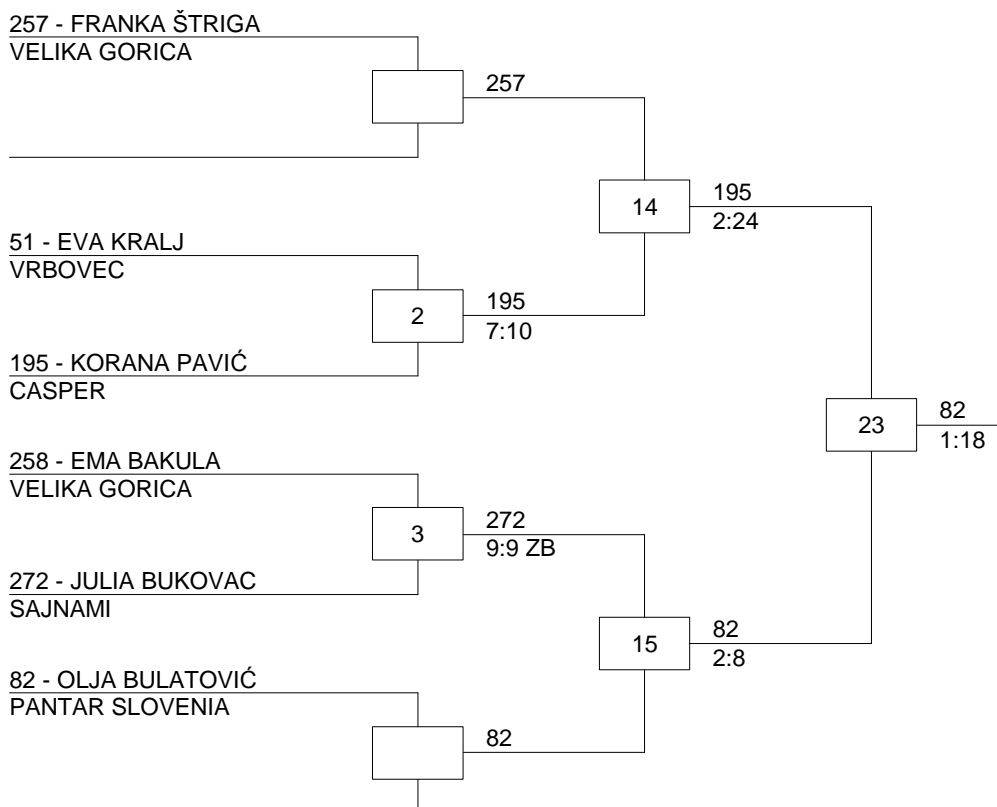 257 - FRANKA ŠTRIGA
VELIKA GORICA
257
14
195
2:24
51 - EVA KRALJ
VRBOVEC
2
195
7:10
195 - KORANA PAVIĆ
CASPER
23
82
1:18
258 - EMA BAKULA
VELIKA GORICA
3
272
9:9 ZB
272 - JULIA BUKOVAC
SAJNAMI
15
82
2:8
82 - OLJA BULATOVIĆ
PANTAR SLOVENIA
82